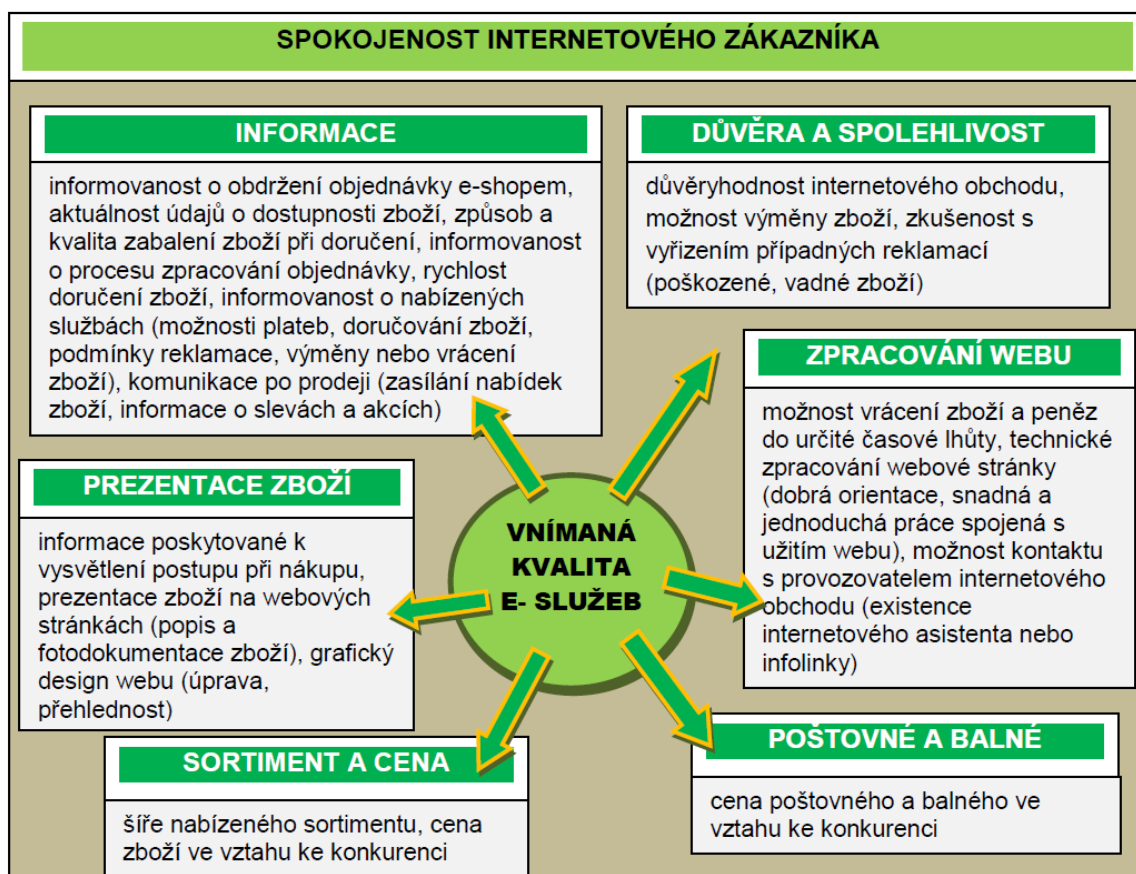 SPOKOJENOST INTERNETOVÉHO ZÁKAZNÍKA
INFORMACE
informovanost o obdržení objednávky e-shopem,
aktuálnost údajů o dostupnosti zboží, způsob a
kvalita zabalení zboží při doručení, informovanost
o procesu zpracování objednávky, rychlost
doručení zboží, informovanost o nabízených
službách (možnosti plateb, doručování zboží,
podmínky reklamace, výměny nebo vrácení
zboží), komunikace po prodeji (zasílání nabídek
zboží, informace o slevách a akcích)
DŮVĚRA A SPOLEHLIVOST
důvěryhodnost internetového obchodu,
možnost výměny zboží, zkušenost s
vyřizením případných reklamací
(poškozené, vadné zboží)
ZPRACOVÁNÍ WEBU
možnost vrácení zboží a peněz
do určité časové lhůty, technické
zpracování webové stránky
(dobrá orientace, snadná a
jednoduchá práce spojená s
užitím webu), možnost kontaktu
s provozovatelem internetového
obchodu (existence
internetového asistenta nebo
infolinky)
PREZENTACE ZBOŽÍ
informace poskytované k
vysvětlení postupu při nákupu,
prezentace zboží na webových
stránkách (popis a
fotodokumentace zboží), grafický
design webu (úprava,
přehlednost)
VNÍMANÁ
KVALITA
E- SLUŽEB
SORTIMENT A CENA
šíře nabízeného sortimentu, cena
zboží ve vztahu ke konkurenci
POŠTOVNÉ A BALNÉ
cena poštovného a balného ve
vztahu ke konkurenci